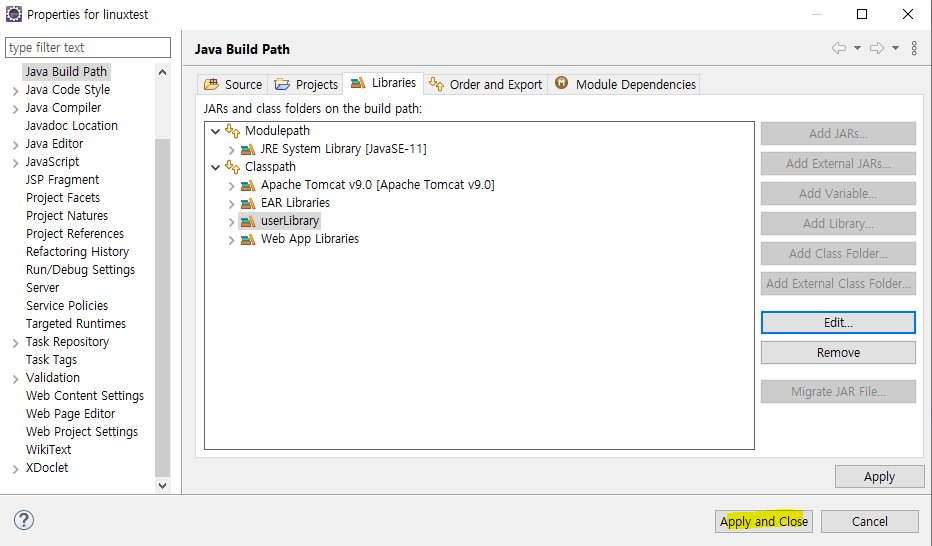 Properties for linuxtest
type filter text
Java Build Path
Java Code Style
Java Compiler
Javadoc Location
Java Editor
JavaScript
JSP Fragment
Project Facets
Project Natures
Project References
Refactoring History
Run/Debug Settings
Server
Service Policies
Targeted Runtimes
Task Repository
Task Tags
Validation
Web Content Settings
Web Page Editor
Web Project Settings
WikiText
XDoclet
Java Build Path
Source Projects Libraries Order and Export Module Dependencies
JARs and class folders on the build path:
Modulepath
JRE System Library [JavaSE-11]
Classpath
Apache Tomcat v9.0 [Apache Tomcat v9.0]
EAR Libraries
userLibrary
Web App Libraries
Add JARs...
Add External JARs...
Add Variable...
Add Library...
Add Class Folder...
Add External Class Folder...
Edit...
Remove
Migrate JAR File...
Apply
Apply and Close Cancel